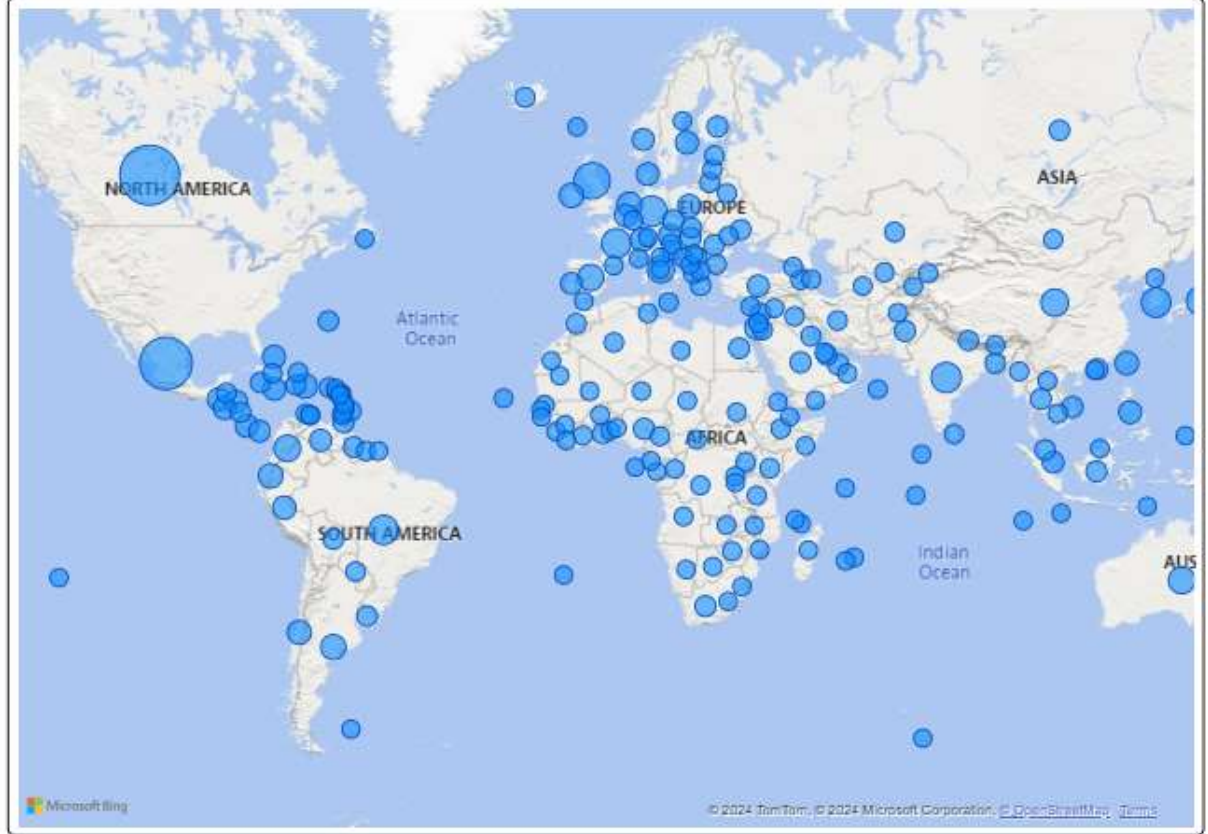 NORTH AMERICA
ASIA
EUROPE
Atlantic
Ocean
AFRICA
SOUTH AMERICA
Indian
Ocean
AUS
Microsoft Bing
© 2024 TomTom, © 2024 Microsoft Corporation, © OpenStreetMap Terms